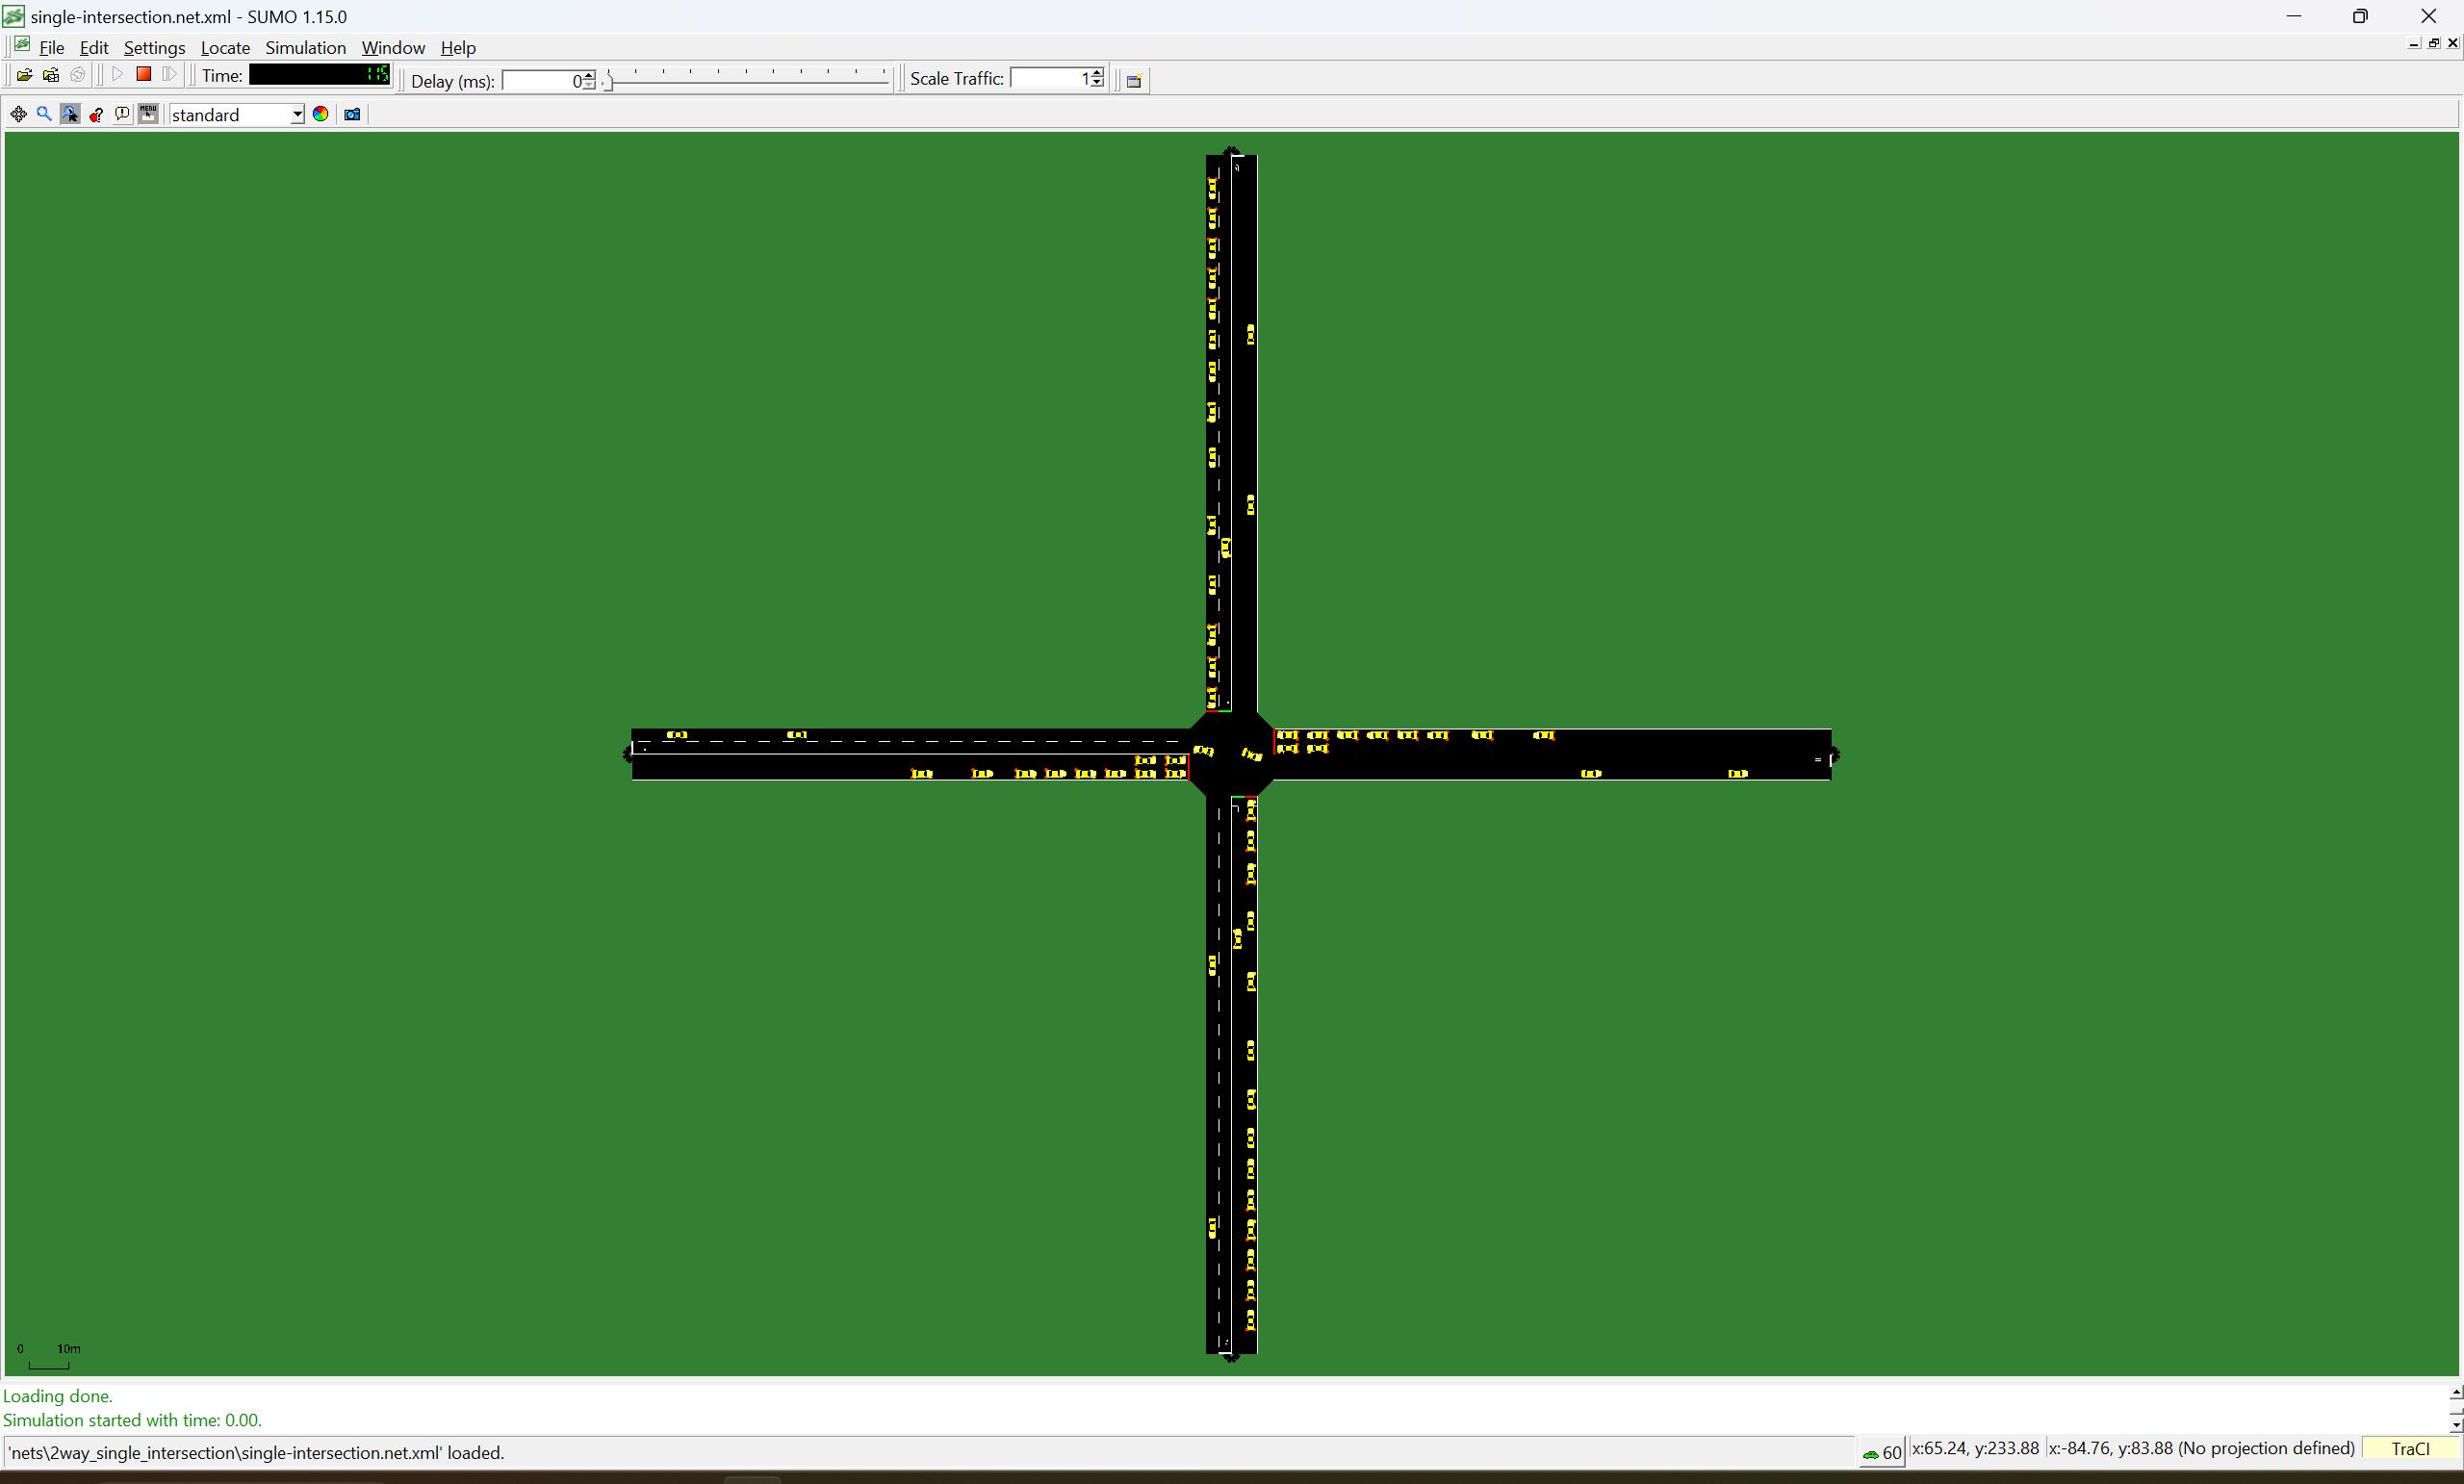 single-intersection.net.xml - SUMO 1.15.0
File Edit Settings Locate Simulation Window Help
Time: 115 Delay (ms): 0 Scale Traffic: 1
MENU standard
0 10m
Loading done.
Simulation started with time: 0.00.
'nets\2way_single_intersection\single-intersection.net.xml' loaded. 60 x:65.24, y:233.88 x:-84.76, y:83.88 (No projection defined) TraCI